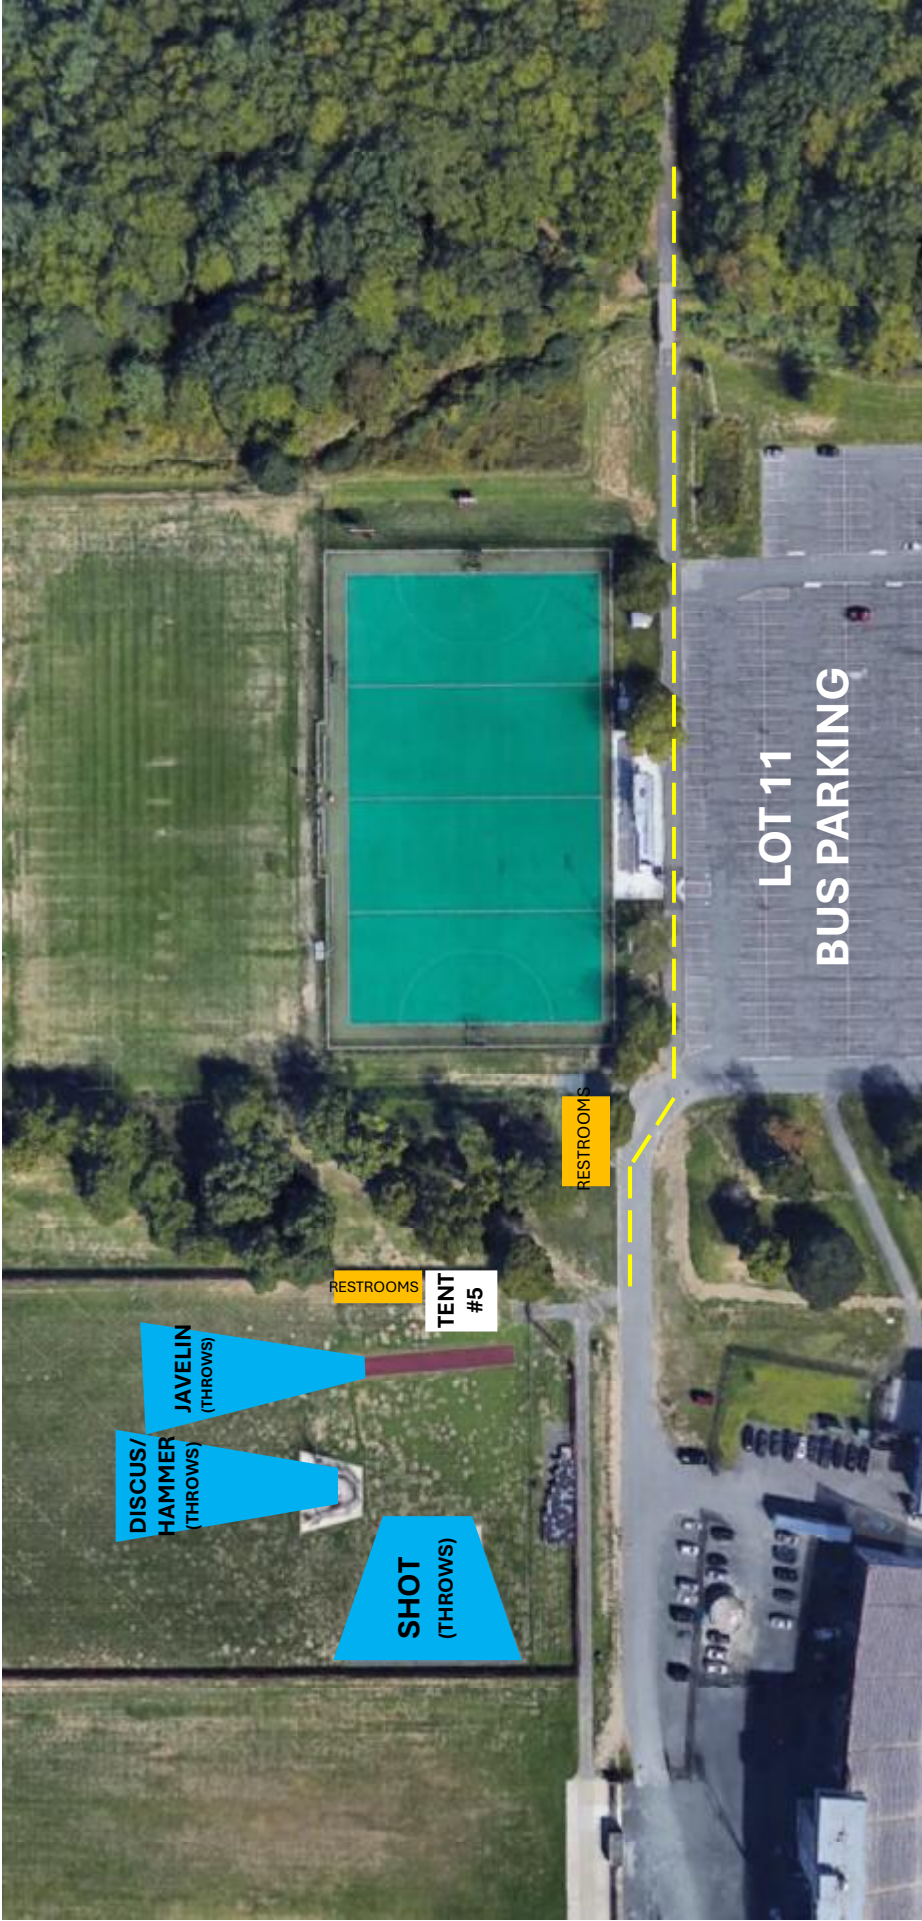 LOT 11
BUS PARKING
RESTROOMS
RESTROOMS
TENT
#5
JAVELIN
(THROWS)
DISCUS/
HAMMER
(THROWS)
SHOT
(THROWS)